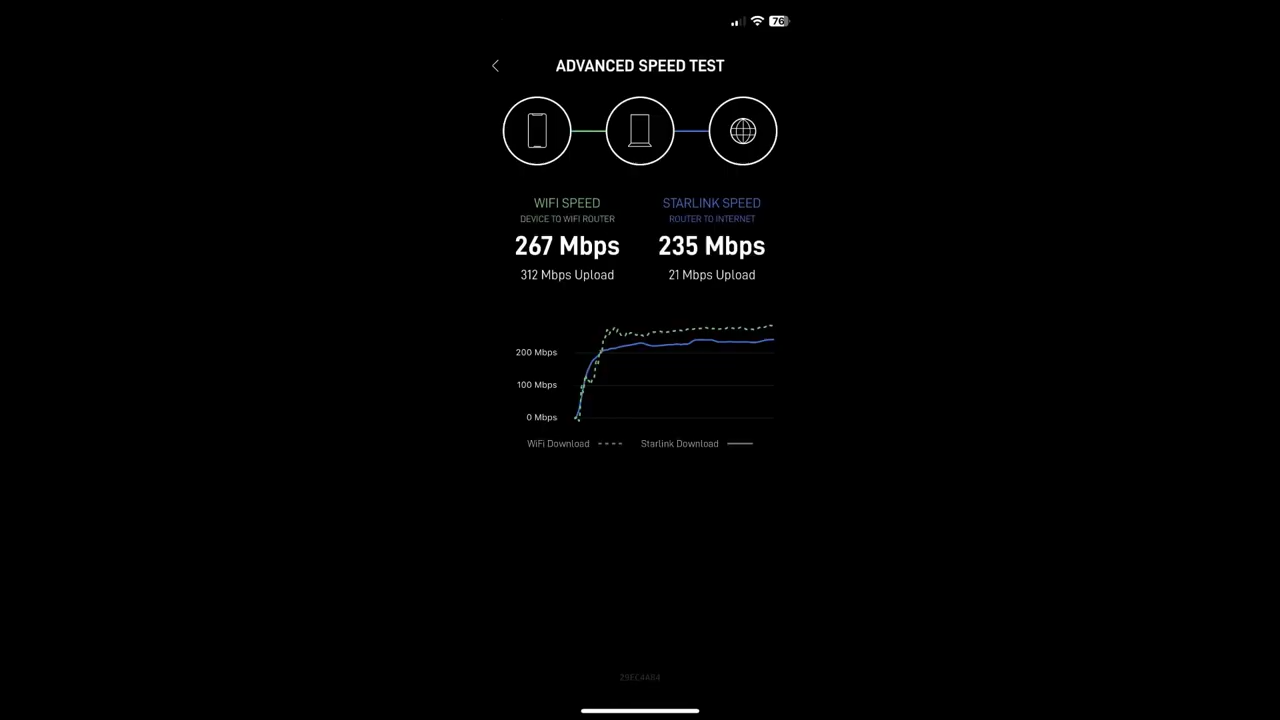 76
ADVANCED SPEED TEST
WIFI SPEED
DEVICE TO WIFI ROUTER
267 Mbps
312 Mbps Upload
STARLINK SPEED
ROUTER TO INTERNET
235 Mbps
21 Mbps Upload
200 Mbps
100 Mbps
0 Mbps
WiFi Download
Starlink Download